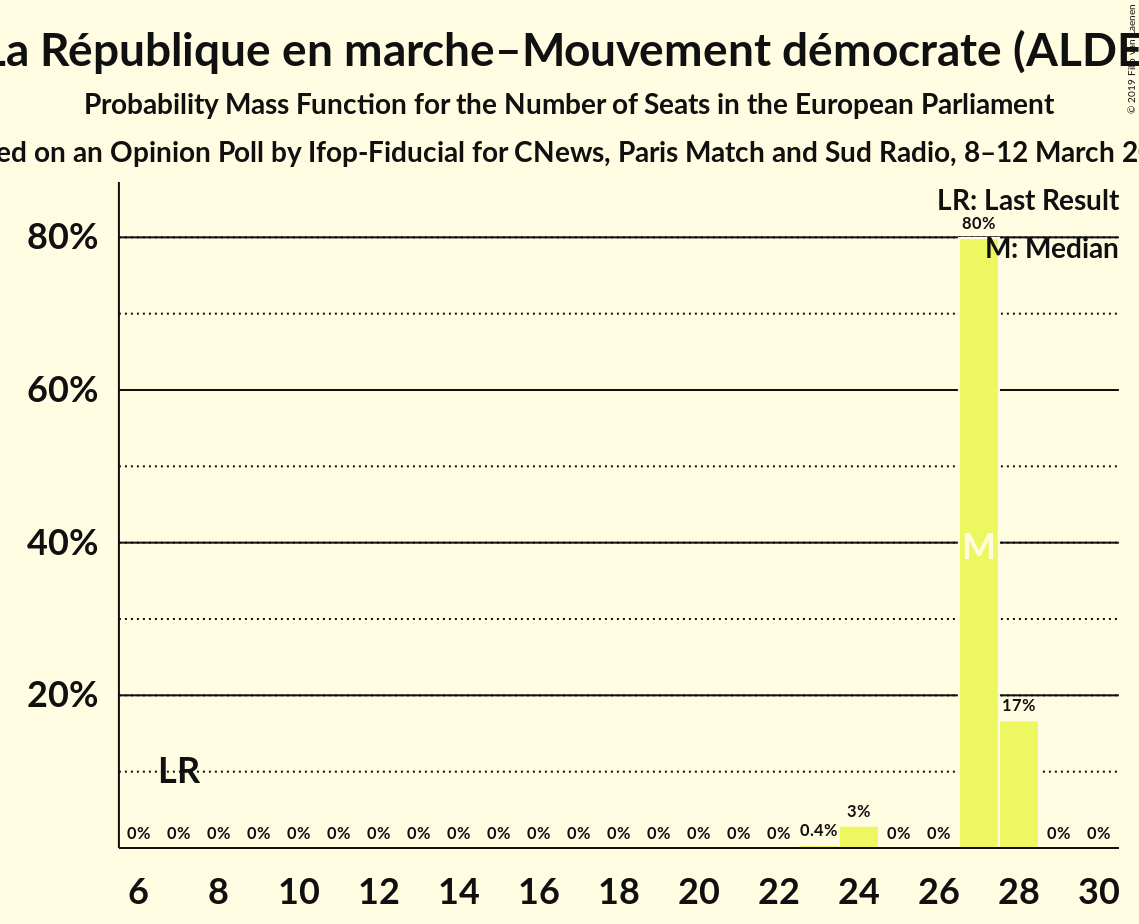 La République en marche–Mouvement démocrate (ALDE
Probability Mass Function for the Number of Seats in the European Parliament
ed on an Opinion Poll by Ifop-Fiducial for CNews, Paris Match and Sud Radio, 8–12 March 20
© 2019 Filip van Laenen
LR: Last Result
M: Median
80%
60%
40%
20%
80%
M
17%
LR
0% 0% 0% 0% 0% 0% 0% 0% 0% 0% 0% 0% 0% 0% 0% 0% 0% 0.4% 3% 0% 0% 0% 0%
6 8 10 12 14 16 18 20 22 24 26 28 30